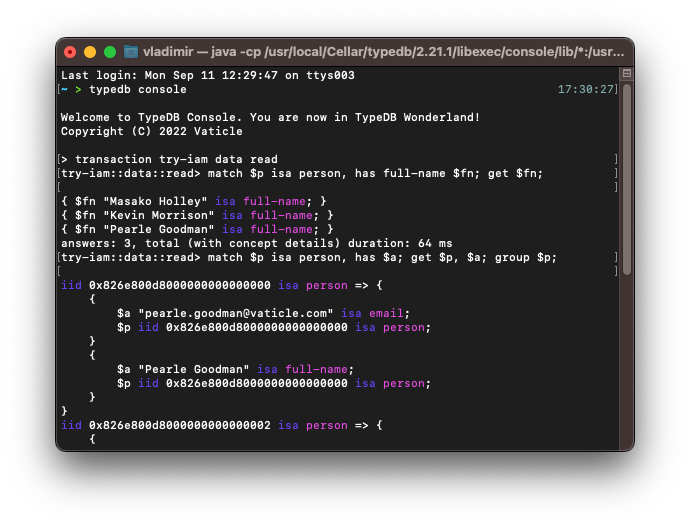 vladimir — java -cp /usr/local/Cellar/typedb/2.21.1/libexec/console/lib/*:/usr...
Last login: Mon Sep 11 12:29:47 on ttys003
[~ > typedb console 17:30:27]

Welcome to TypeDB Console. You are now in TypeDB Wonderland!
Copyright (C) 2022 Vaticle

[> transaction try-iam data read ]
[try-iam::data::read> match $p isa person, has full-name $fn; get $fn; ]
[ ]
{ $fn "Masako Holley" isa full-name; }
{ $fn "Kevin Morrison" isa full-name; }
{ $fn "Pearle Goodman" isa full-name; }
answers: 3, total (with concept details) duration: 64 ms
[try-iam::data::read> match $p isa person, has $a; get $p, $a; group $p; ]
[ ]
iid 0x826e800d8000000000000000 isa person => {
    {
        $a "pearle.goodman@vaticle.com" isa email;
        $p iid 0x826e800d8000000000000000 isa person;
    }
    {
        $a "Pearle Goodman" isa full-name;
        $p iid 0x826e800d8000000000000000 isa person;
    }
}
iid 0x826e800d8000000000000002 isa person => {
    {